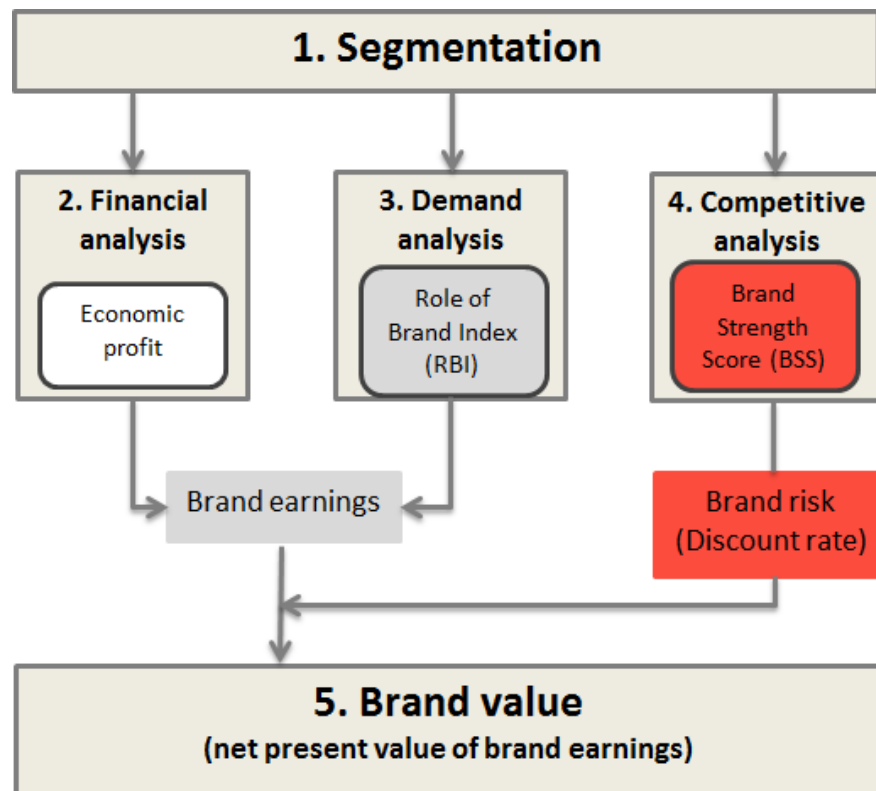 1. Segmentation
2. Financial
analysis
Economic
profit
3. Demand
analysis
Role of
Brand Index
(RBI)
4. Competitive
analysis
Brand
Strength
Score (BSS)
Brand earnings
Brand risk
(Discount rate)
5. Brand value
(net present value of brand earnings)